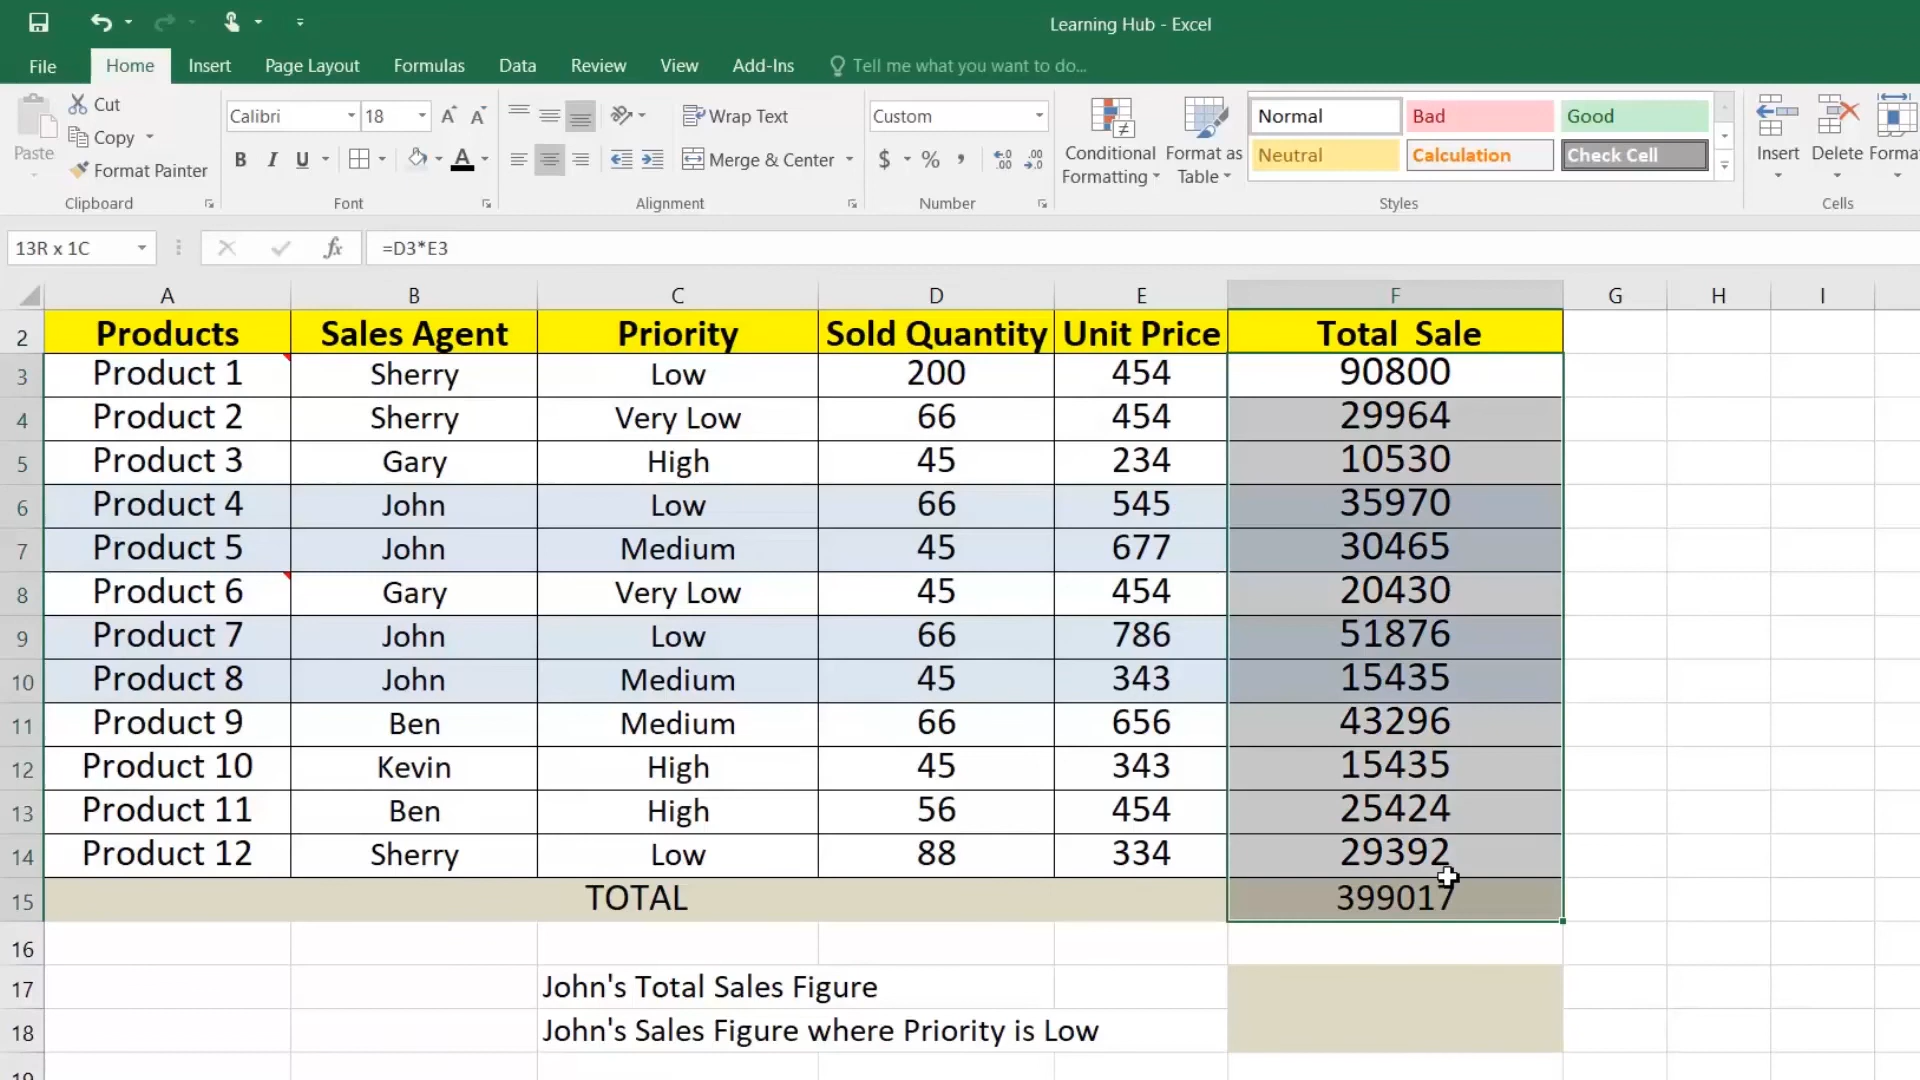 Learning Hub - Excel
File Home Insert Page Layout Formulas Data Review View Add-Ins Tell me what you want to do...
Cut Calibri 18 Wrap Text Custom Normal Bad Good
Copy
Paste Format Painter B I U A Merge & Center $ % , Conditional Formatting Format as Table Neutral Calculation Check Cell Insert Delete Forma
Clipboard Font Alignment Number Styles Cells
13R x 1C fx =D3*E3
A B C D E F G H I
2 Products Sales Agent Priority Sold Quantity Unit Price Total Sale
3 Product 1 Sherry Low 200 454 90800
4 Product 2 Sherry Very Low 66 454 29964
5 Product 3 Gary High 45 234 10530
6 Product 4 John Low 66 545 35970
7 Product 5 John Medium 45 677 30465
8 Product 6 Gary Very Low 45 454 20430
9 Product 7 John Low 66 786 51876
10 Product 8 John Medium 45 343 15435
11 Product 9 Ben Medium 66 656 43296
12 Product 10 Kevin High 45 343 15435
13 Product 11 Ben High 56 454 25424
14 Product 12 Sherry Low 88 334 29392
15 TOTAL 399017
16
17 John's Total Sales Figure
18 John's Sales Figure where Priority is Low
19